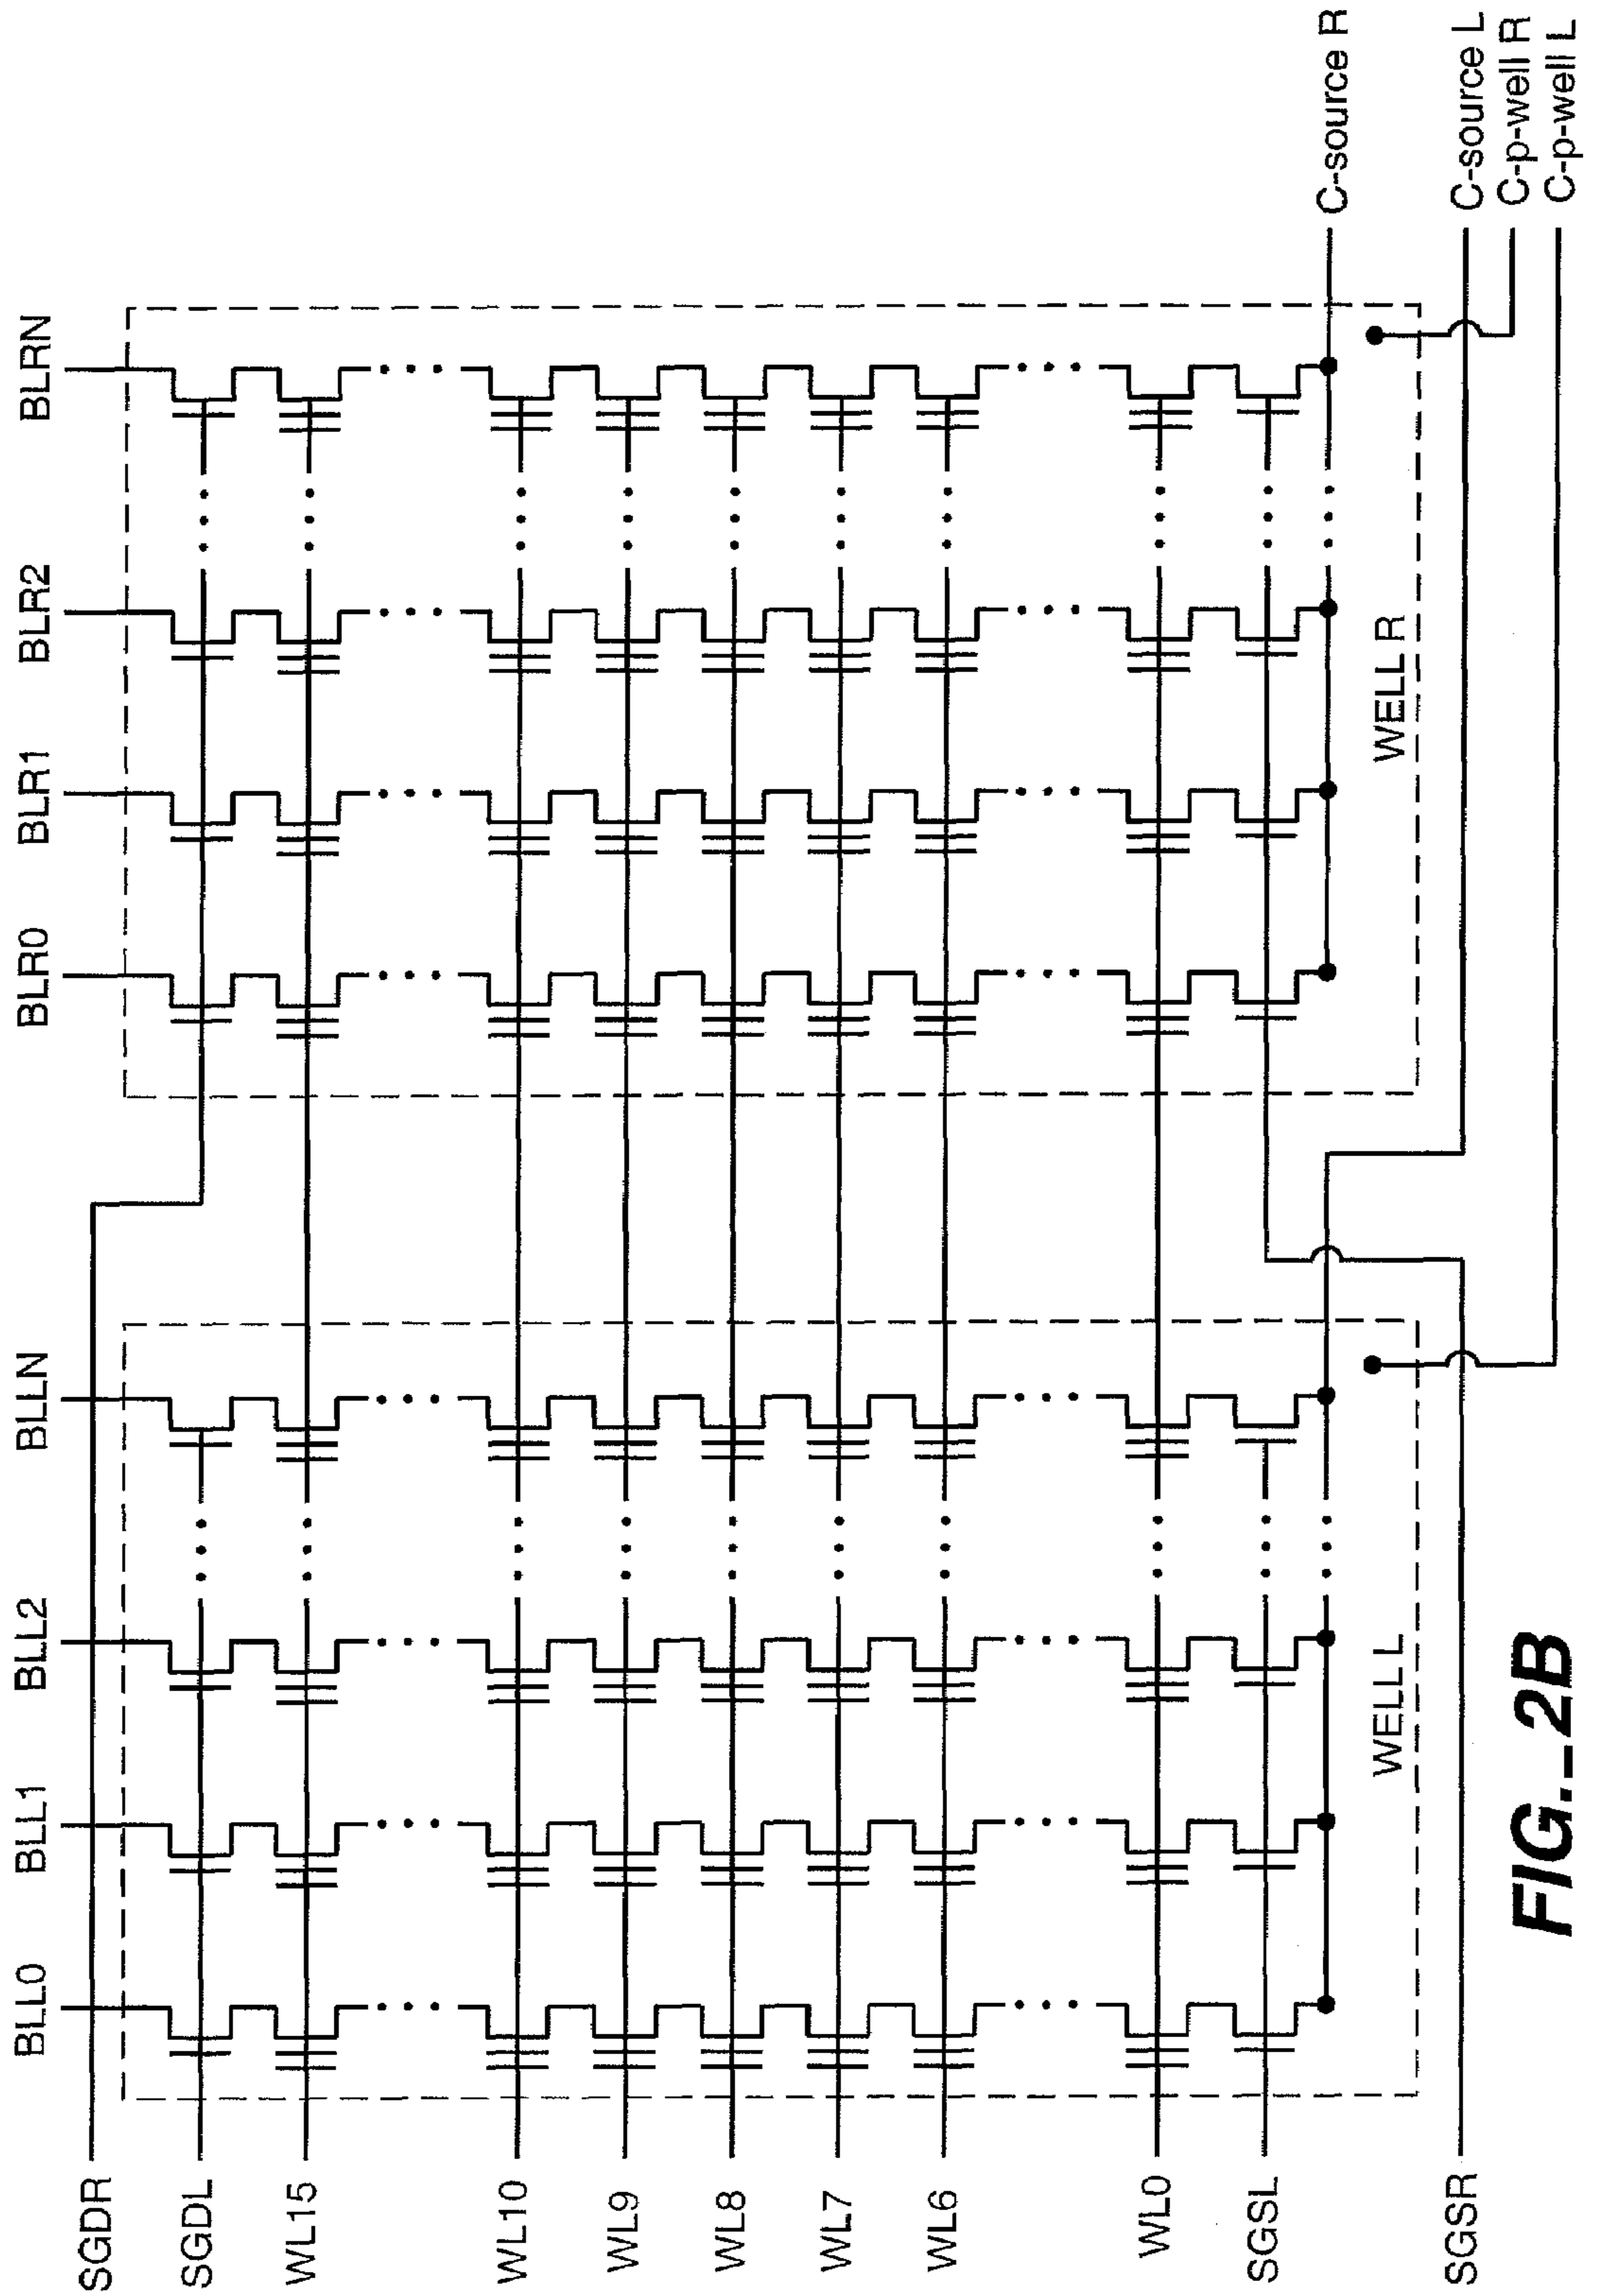 BLL0
BLL1
BLL2
BLLN
BLR0
BLR1
BLR2
BLRN
SGDR
SGDL
WL15
WL10
WL9
WL8
WL7
WL6
WL0
SGSL
SGSR
WELL L
WELL R
C-source R
C-source L
C-p-well R
C-p-well L
FIG._2B